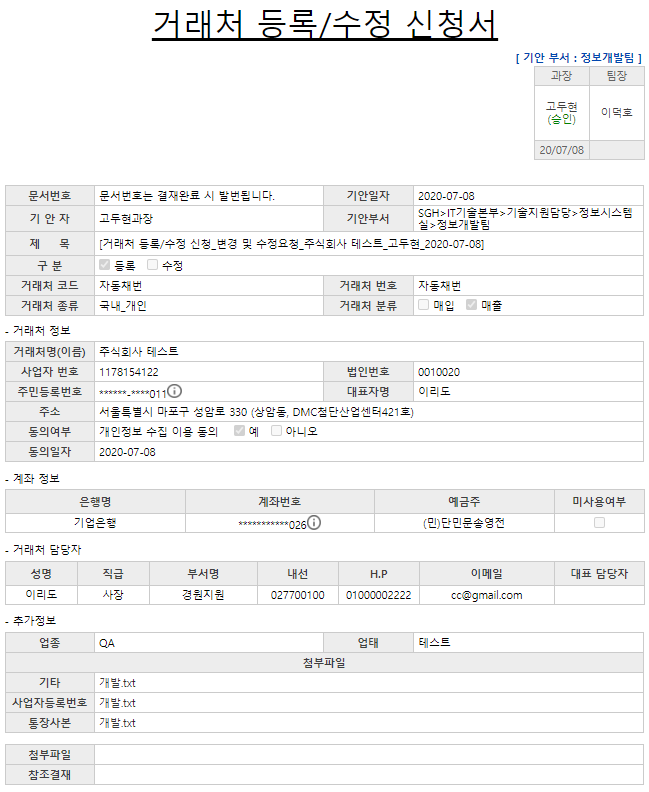 거래처 등록/수정 신청서
[ 기안 부서 : 정보개발팀 ]
과장 팀장
고두현 이덕호
(승인)
20/07/08
문서번호 문서번호는 결재완료 시 발번됩니다. 기안일자 2020-07-08
기 안 자 고두현과장 기안부서 SGH>IT기술본부>기술지원담당>정보시스템
실>정보개발팀
제 목 [거래처 등록/수정 신청_변경 및 수정요청_주식회사 테스트_고두현_2020-07-08]
구 분 등록 수정
거래처 코드 자동채번 거래처 번호 자동채번
거래처 종류 국내_개인 거래처 분류 매입 매출
- 거래처 정보
거래처명(이름) 주식회사 테스트
사업자 번호 1178154122 법인번호 0010020
주민등록번호 ******-****011 대표자명 이리도
주소 서울특별시 마포구 성암로 330 (상암동, DMC첨단산업센터421호)
동의여부 개인정보 수집 이용 동의 예 아니오
동의일자 2020-07-08
- 계좌 정보
은행명 계좌번호 예금주 미사용여부
기업은행 ***********026 (민)단민문송영전
- 거래처 담당자
성명 직급 부서명 내선 H.P 이메일 대표 담당자
이리도 사장 경원지원 027700100 01000002222 cc@gmail.com
- 추가정보
업종 QA 업태 테스트
첨부파일
기타 개발.txt
사업자등록번호 개발.txt
통장사본 개발.txt
첨부파일
참조결재